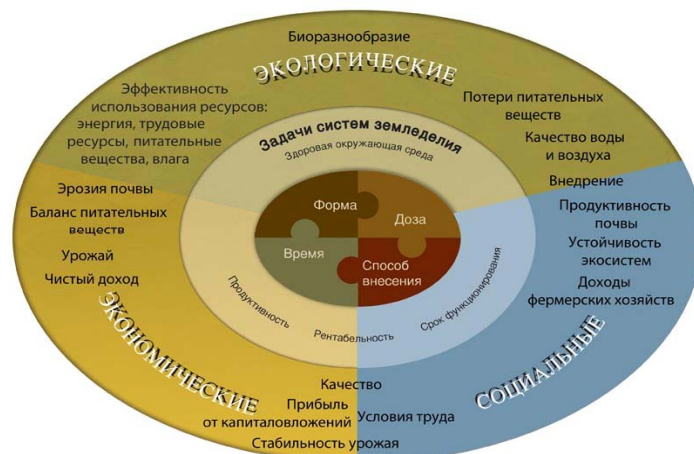 Биоразнообразие
ЭКОЛОГИЧЕСКИЕ
Эффективность
использования ресурсов:
энергия, трудовые
ресурсы, питательные
вещества, влага
Потери питательных
веществ
Качество воды
и воздуха
Задачи систем земледелия
Здоровая окружающая среда
Внедрение
Эрозия почвы
Баланс питательных
веществ
Урожай
Чистый доход
Форма
Доза
Время
Способ
внесения
Продуктивность
почвы
Устойчивость
экосистем
Доходы
фермерских хозяйств
Продуктивность
Рентабельность
Срок функционирования
ЭКОНОМИЧЕСКИЕ
СОЦИАЛЬНЫЕ
Качество
Прибыль
от капиталовложений
Условия труда
Стабильность урожая